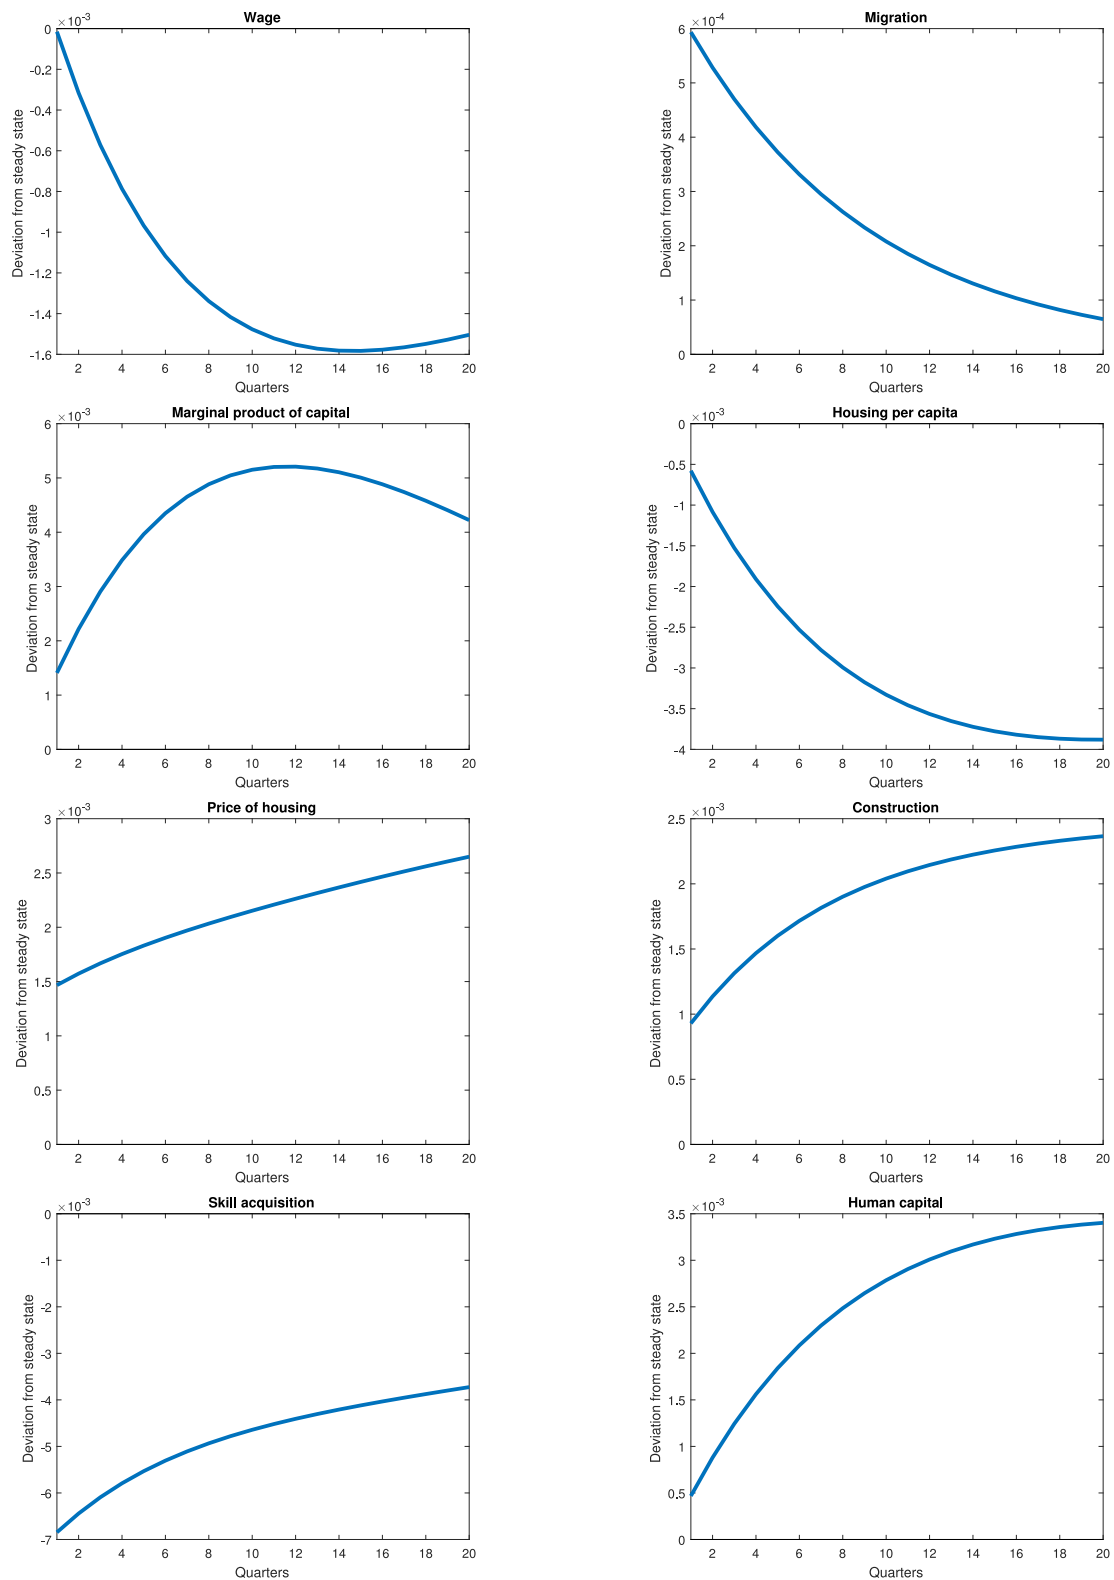 Wage
×10-3
0
-0.2
-0.4
-0.6
-0.8
-1
-1.2
-1.4
-1.6
Deviation from steady state
2 4 6 8 10 12 14 16 18 20
Quarters
Migration
×10-4
6
5
4
3
2
1
0
Deviation from steady state
2 4 6 8 10 12 14 16 18 20
Quarters
Marginal product of capital
×10-3
6
5
4
3
2
1
0
Deviation from steady state
2 4 6 8 10 12 14 16 18 20
Quarters
Housing per capita
×10-3
0
-0.5
-1
-1.5
-2
-2.5
-3
-3.5
-4
Deviation from steady state
2 4 6 8 10 12 14 16 18 20
Quarters
Price of housing
×10-3
3
2.5
2
1.5
1
0.5
0
Deviation from steady state
2 4 6 8 10 12 14 16 18 20
Quarters
Construction
×10-3
2.5
2
1.5
1
0.5
0
Deviation from steady state
2 4 6 8 10 12 14 16 18 20
Quarters
Skill acquisition
×10-3
0
-1
-2
-3
-4
-5
-6
-7
Deviation from steady state
2 4 6 8 10 12 14 16 18 20
Quarters
Human capital
×10-3
3.5
3
2.5
2
1.5
1
0.5
0
Deviation from steady state
2 4 6 8 10 12 14 16 18 20
Quarters